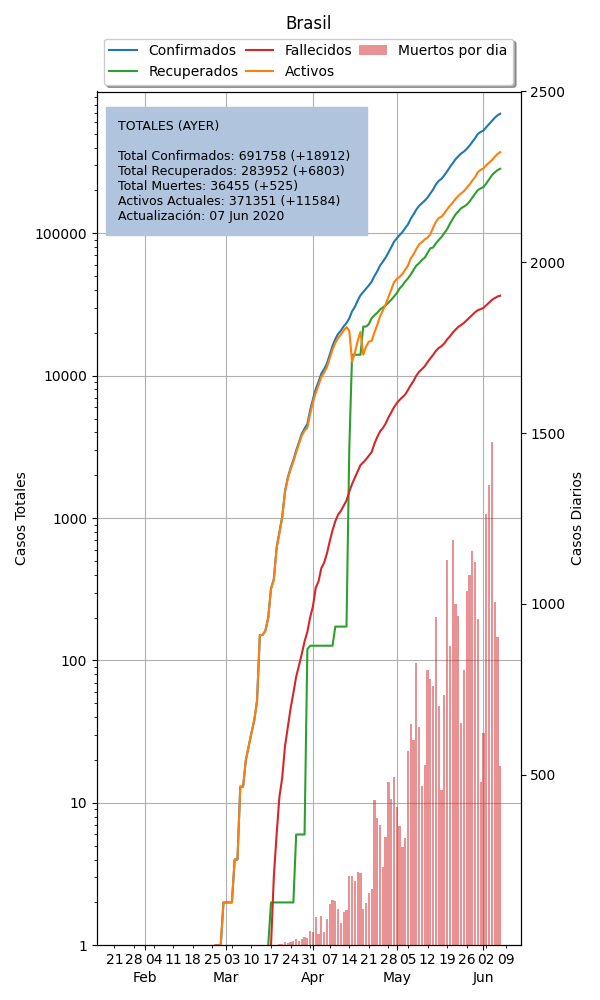 Brasil
Confirmados
Recuperados
Fallecidos
Activos
Muertos por dia
TOTALES (AYER)
Total Confirmados: 691758 (+18912)
Total Recuperados: 283952 (+6803)
Total Muertes: 36455 (+525)
Activos Actuales: 371351 (+11584)
Actualización: 07 Jun 2020
Casos Totales
100000
10000
1000
100
10
1
2500
2000
1500
1000
500
Casos Diarios
21 28 04 11 18 25 03 10 17 24 31 07 14 21 28 05 12 19 26 02 09
Feb Mar Apr May Jun